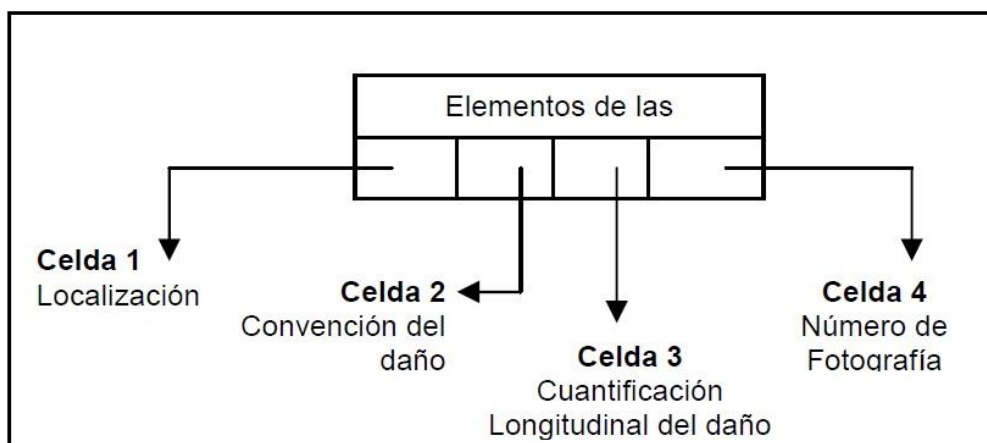 Elementos de las
Celda 1
Localización
Celda 2
Convención del
daño
Celda 3
Cuantificación
Longitudinal del daño
Celda 4
Número de
Fotografía